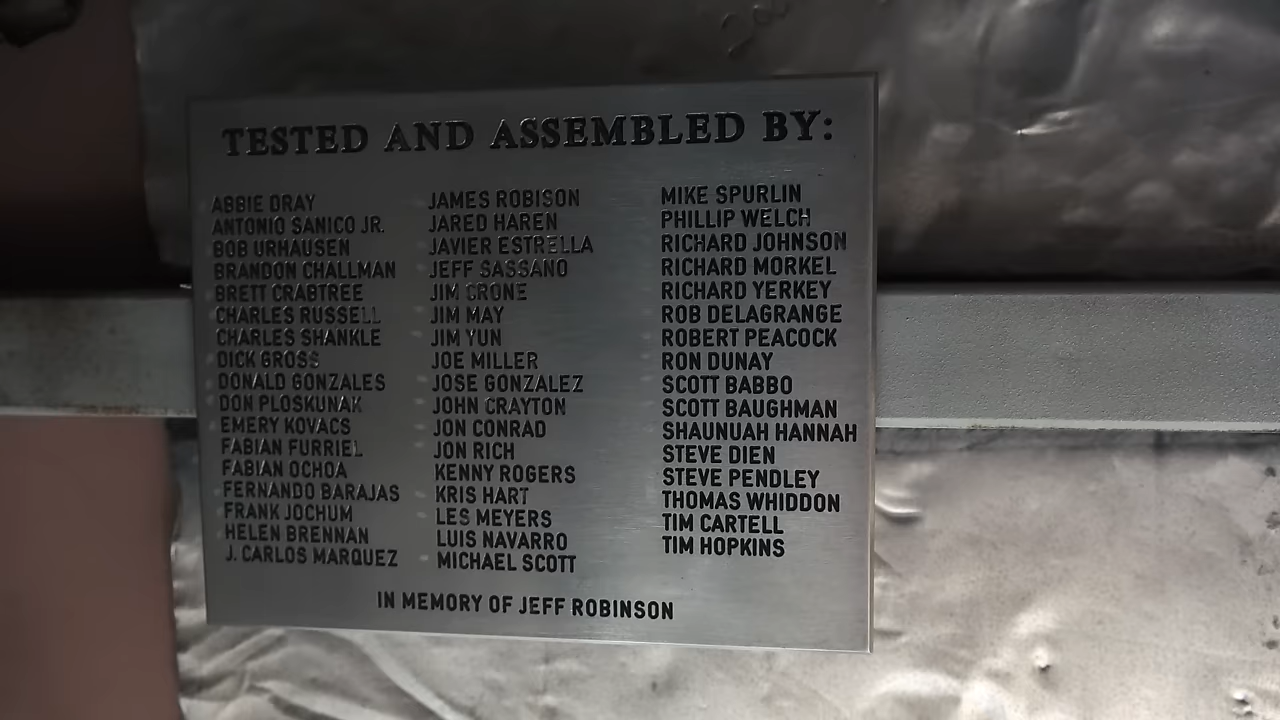 TESTED AND ASSEMBLED BY:
ABBIE DRAY
ANTONIO SANICO JR.
BOB URHAUSEN
BRANDON CHALLMAN
BRETT CRABTREE
CHARLES RUSSELL
CHARLES SHANKLE
DICK GROSS
DONALD GONZALES
DON PLOSKUNAK
EMERY KOVACS
FABIAN FURRIEL
FABIAN OCHOA
FERNANDO BARAJAS
FRANK JOCHUM
HELEN BRENNAN
J. CARLOS MARQUEZ
JAMES ROBISON
JARED HAREN
JAVIER ESTRELLA
JEFF SASSANO
JIM CRONE
JIM MAY
JIM YUN
JOE MILLER
JOSE GONZALEZ
JOHN CRAYTON
JON CONRAD
JON RICH
KENNY ROGERS
KRIS HART
LES MEYERS
LUIS NAVARRO
MICHAEL SCOTT
MIKE SPURLIN
PHILLIP WELCH
RICHARD JOHNSON
RICHARD MORKEL
RICHARD YERKEY
ROB DELAGRANGE
ROBERT PEACOCK
RON DUNAY
SCOTT BABBO
SCOTT BAUGHMAN
SHAUNUAH HANNAH
STEVE DIEN
STEVE PENDLEY
THOMAS WHIDDON
TIM CARTELL
TIM HOPKINS
IN MEMORY OF JEFF ROBINSON